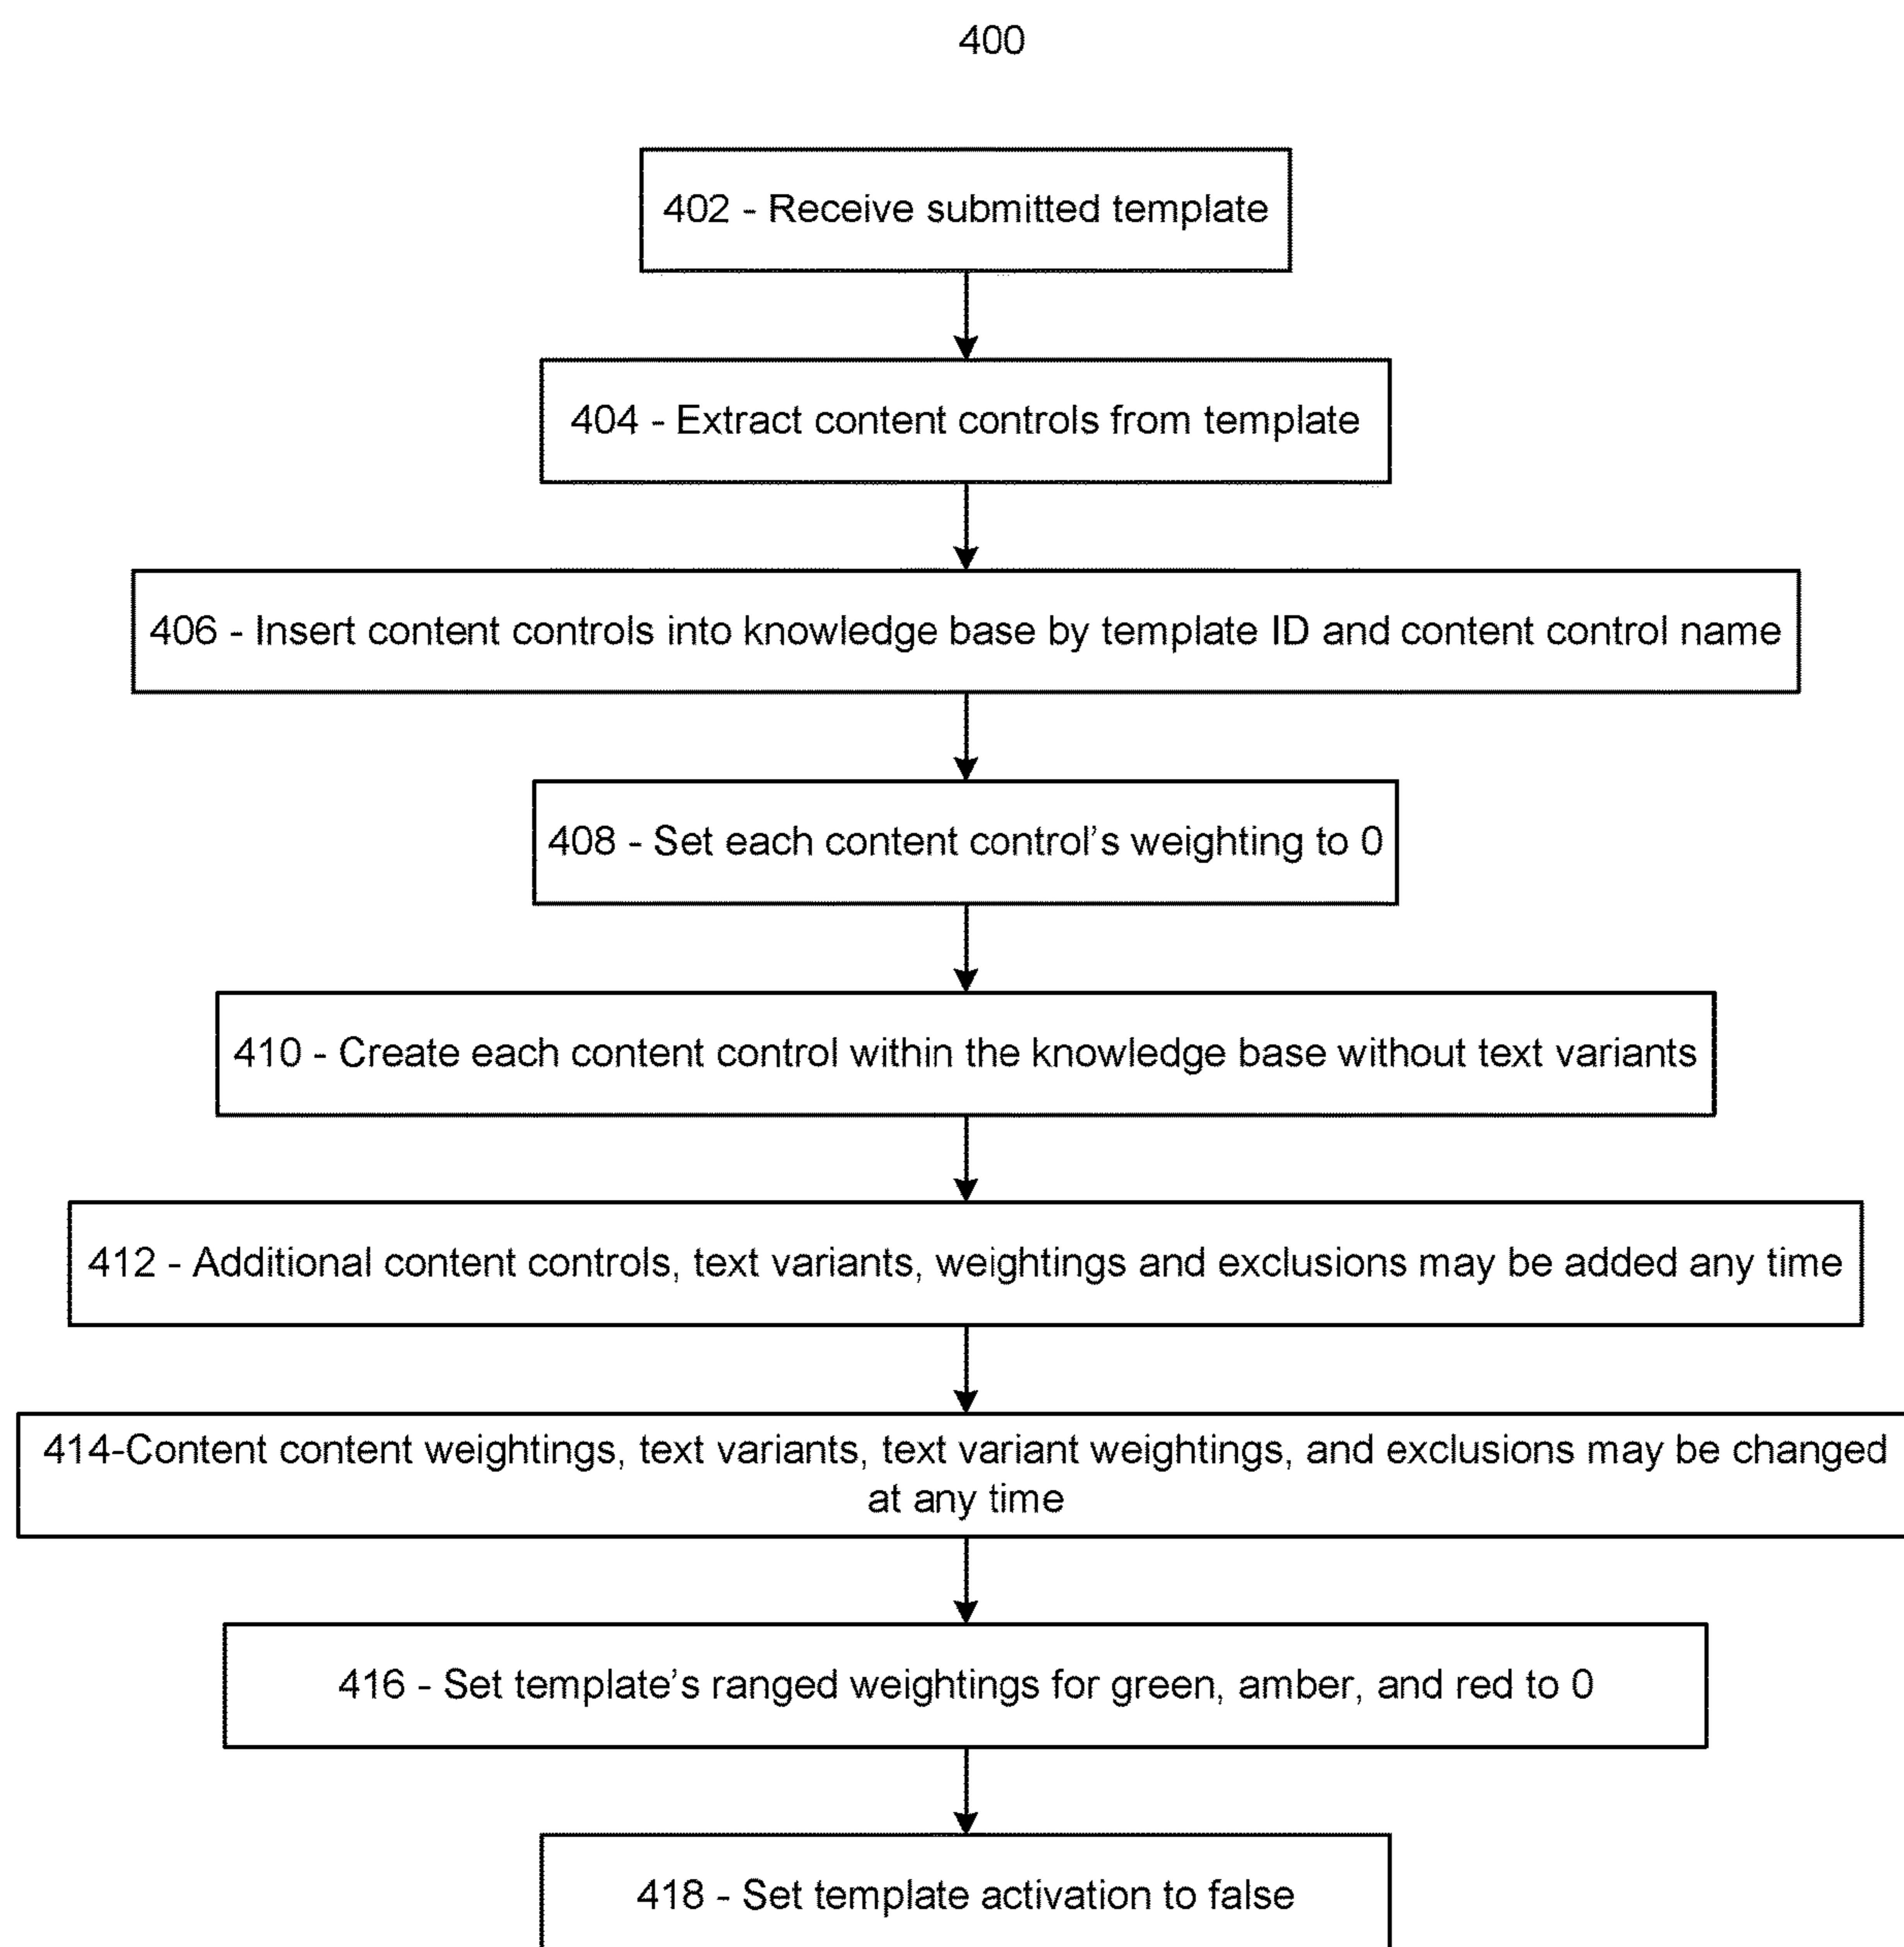 400
402 - Receive submitted template
404 - Extract content controls from template
406 - Insert content controls into knowledge base by template ID and content control name
408 - Set each content control's weighting to 0
410 - Create each content control within the knowledge base without text variants
412 - Additional content controls, text variants, weightings and exclusions may be added any time
414-Content content weightings, text variants, text variant weightings, and exclusions may be changed
at any time
416 - Set template's ranged weightings for green, amber, and red to 0
418 - Set template activation to false